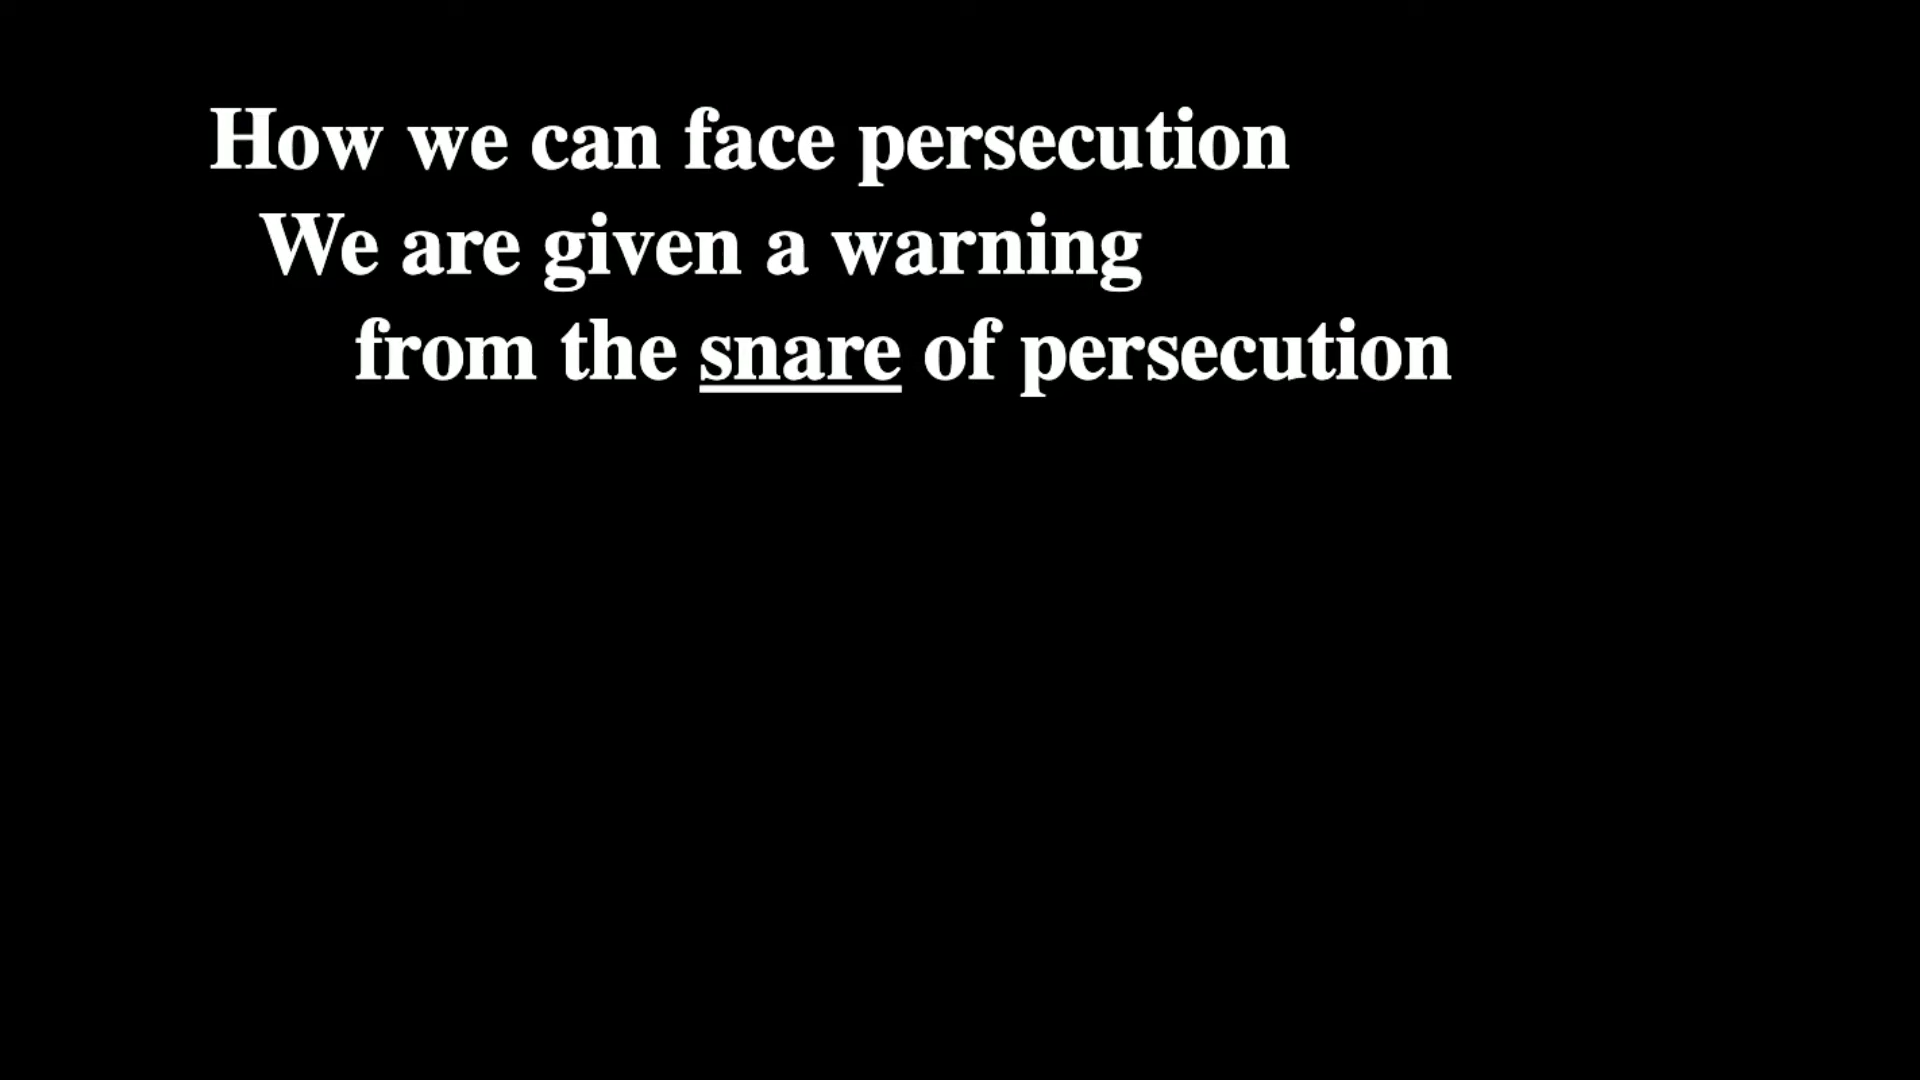 How we can face persecution
We are given a warning
from the snare of persecution